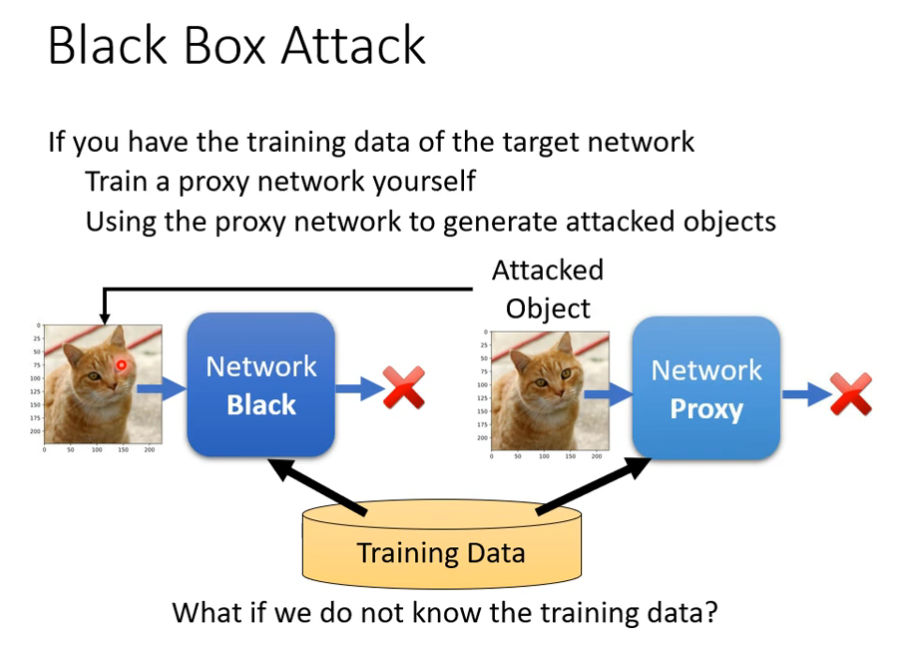 Black Box Attack
If you have the training data of the target network
Train a proxy network yourself
Using the proxy network to generate attacked objects
Attacked
Object
0
25
50
75
100
125
150
175
200
0 50 100 150 200
Network
Black
0
25
50
75
100
125
150
175
200
0 50 100 150 200
Network
Proxy
Training Data
What if we do not know the training data?